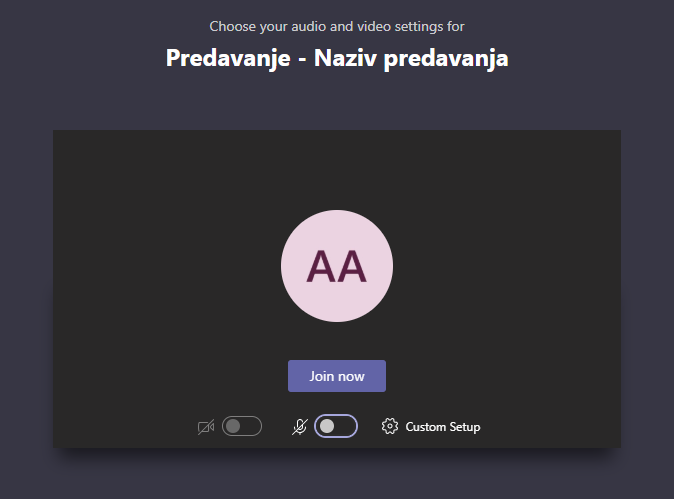 Choose your audio and video settings for
Predavanje - Naziv predavanja
AA
Join now
Custom Setup